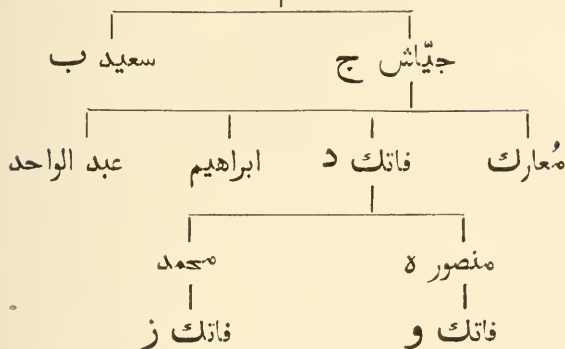 جيّاش ج سعيد ب
مُعارك فاتك د ابراهيم عبد الواحد
منصور ه محمد
فاتك و فاتك ز